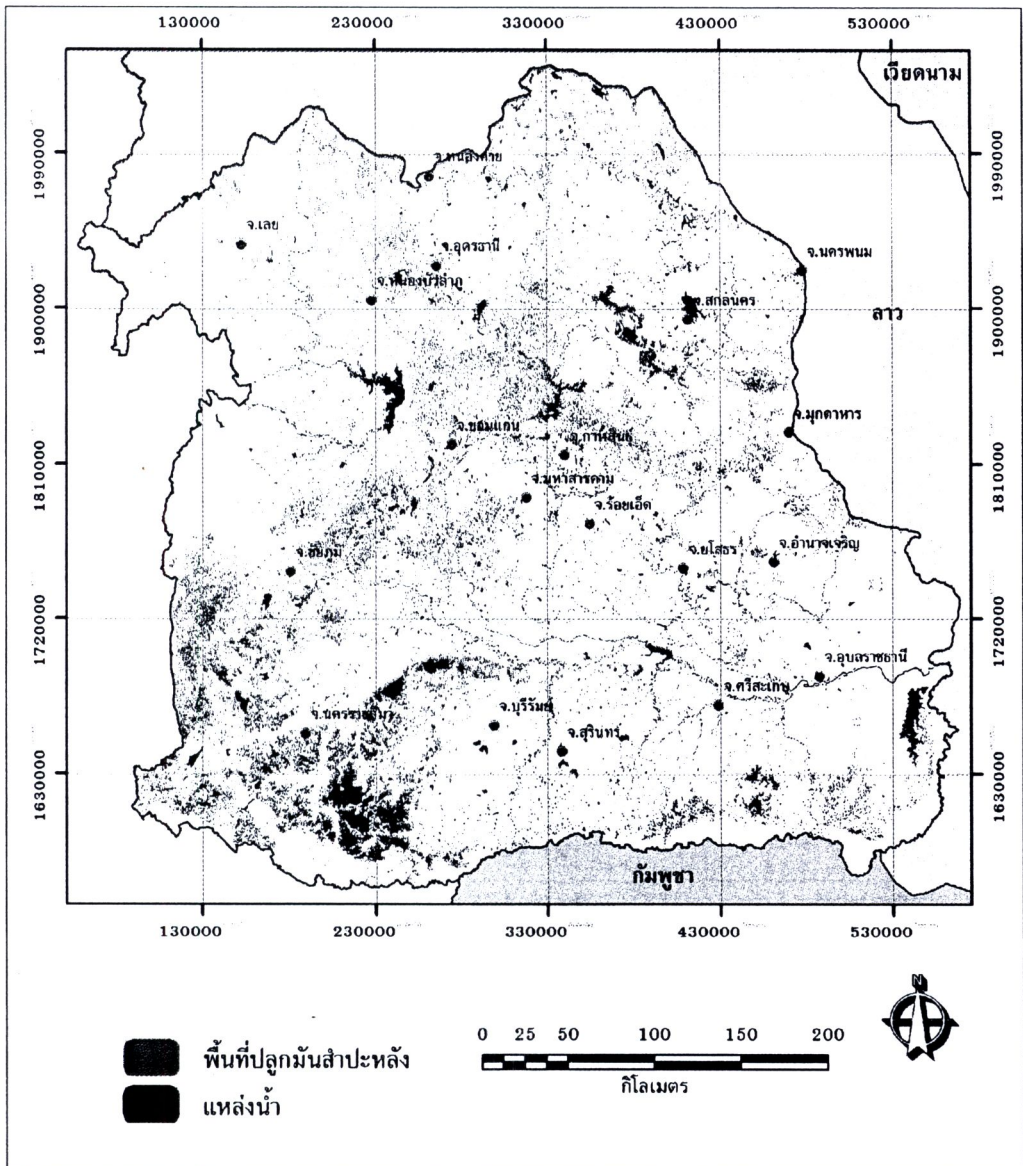 130000 230000 330000 430000 530000
เวียดนาม
1990000 1990000
จ.หนองคาย
จ.เลย
จ.อุดรธานี
จ.นครพนม
จ.หนองบัวลำภู
จ.สกลนคร
1900000 1900000
ลาว
จ.มุกดาหาร
จ.ขอนแก่น
จ.กาฬสินธุ์
1810000 1810000
จ.มหาสารคาม
จ.ร้อยเอ็ด
จ.ชัยภูมิ
จ.ยโสธร
จ.อำนาจเจริญ
1720000 1720000
จ.อุบลราชธานี
จ.ศรีสะเกษ
จ.นครราชสีมา
จ.บุรีรัมย์
จ.สุรินทร์
1630000 1630000
กัมพูชา
130000 230000 330000 430000 530000
N
0 25 50 100 150 200
กิโลเมตร
พื้นที่ปลูกมันสำปะหลัง
แหล่งน้ำ